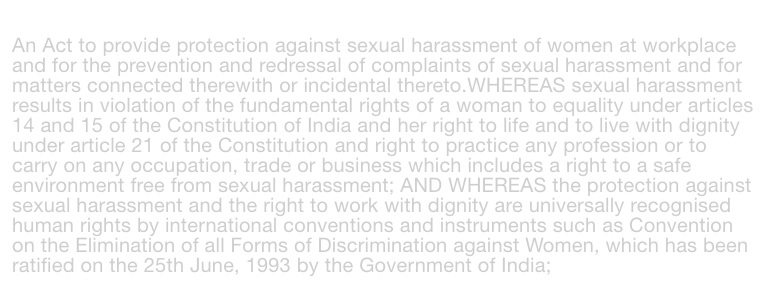 An Act to provide protection against sexual harassment of women at workplace
and for the prevention and redressal of complaints of sexual harassment and for
matters connected therewith or incidental thereto.WHEREAS sexual harassment
results in violation of the fundamental rights of a woman to equality under articles
14 and 15 of the Constitution of India and her right to life and to live with dignity
under article 21 of the Constitution and right to practice any profession or to
carry on any occupation, trade or business which includes a right to a safe
environment free from sexual harassment; AND WHEREAS the protection against
sexual harassment and the right to work with dignity are universally recognised
human rights by international conventions and instruments such as Convention
on the Elimination of all Forms of Discrimination against Women, which has been
ratified on the 25th June, 1993 by the Government of India;